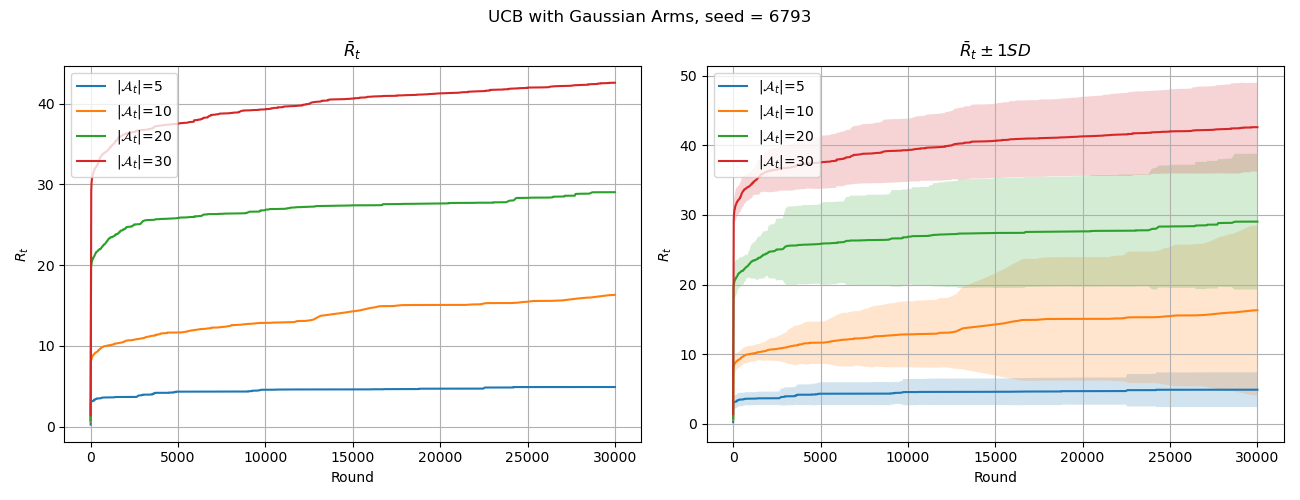 UCB with Gaussian Arms, seed = 6793
R̄ₜ
R̄ₜ ± 1SD
|𝒜ₜ|=5
|𝒜ₜ|=10
|𝒜ₜ|=20
|𝒜ₜ|=30
Rₜ
40
30
20
10
0
0 5000 10000 15000 20000 25000 30000
Round
|𝒜ₜ|=5
|𝒜ₜ|=10
|𝒜ₜ|=20
|𝒜ₜ|=30
Rₜ
50
40
30
20
10
0
0 5000 10000 15000 20000 25000 30000
Round